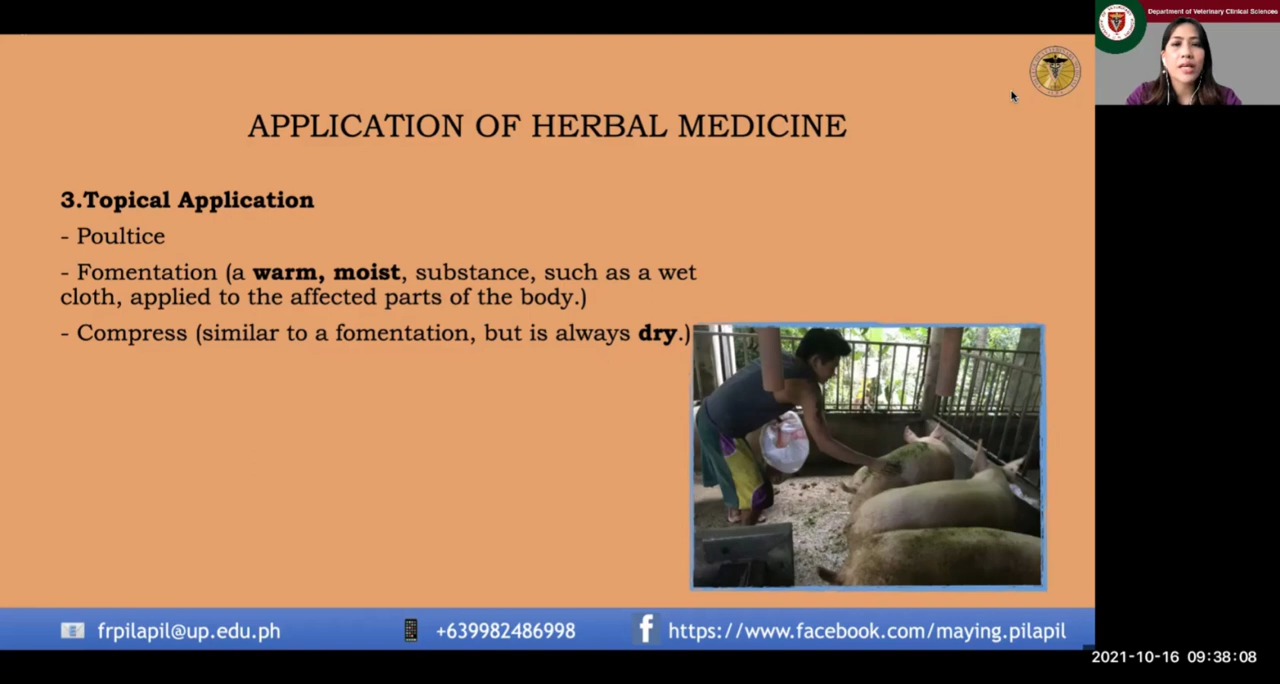 Department of Veterinary Clinical Sciences
APPLICATION OF HERBAL MEDICINE
3.Topical Application
- Poultice
- Fomentation (a warm, moist, substance, such as a wet
cloth, applied to the affected parts of the body.)
- Compress (similar to a fomentation, but is always dry.)
frpilapil@up.edu.ph
+639982486998
https://www.facebook.com/maying.pilapil
2021-10-16 09:38:08